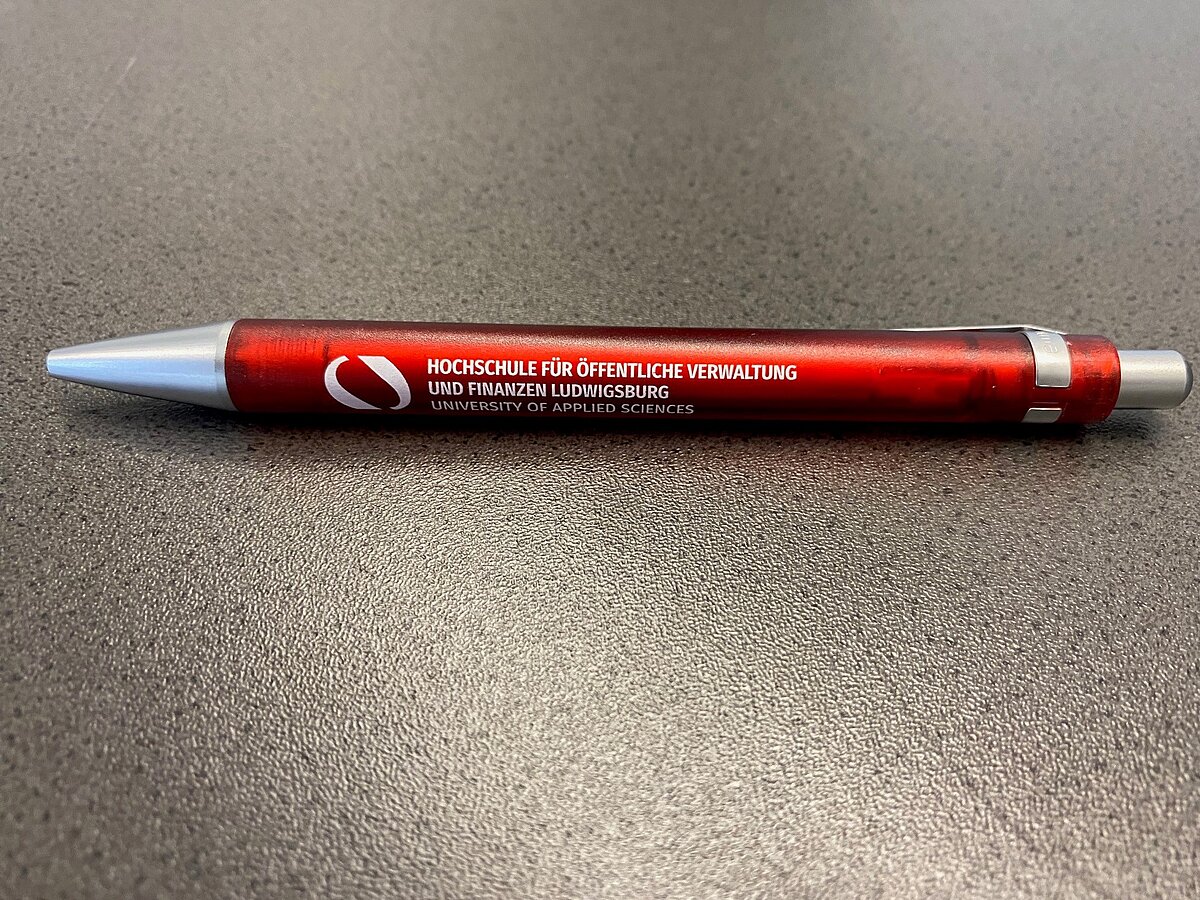 HOCHSCHULE FÜR ÖFFENTLICHE VERWALTUNG
UND FINANZEN LUDWIGSBURG
UNIVERSITY OF APPLIED SCIENCES